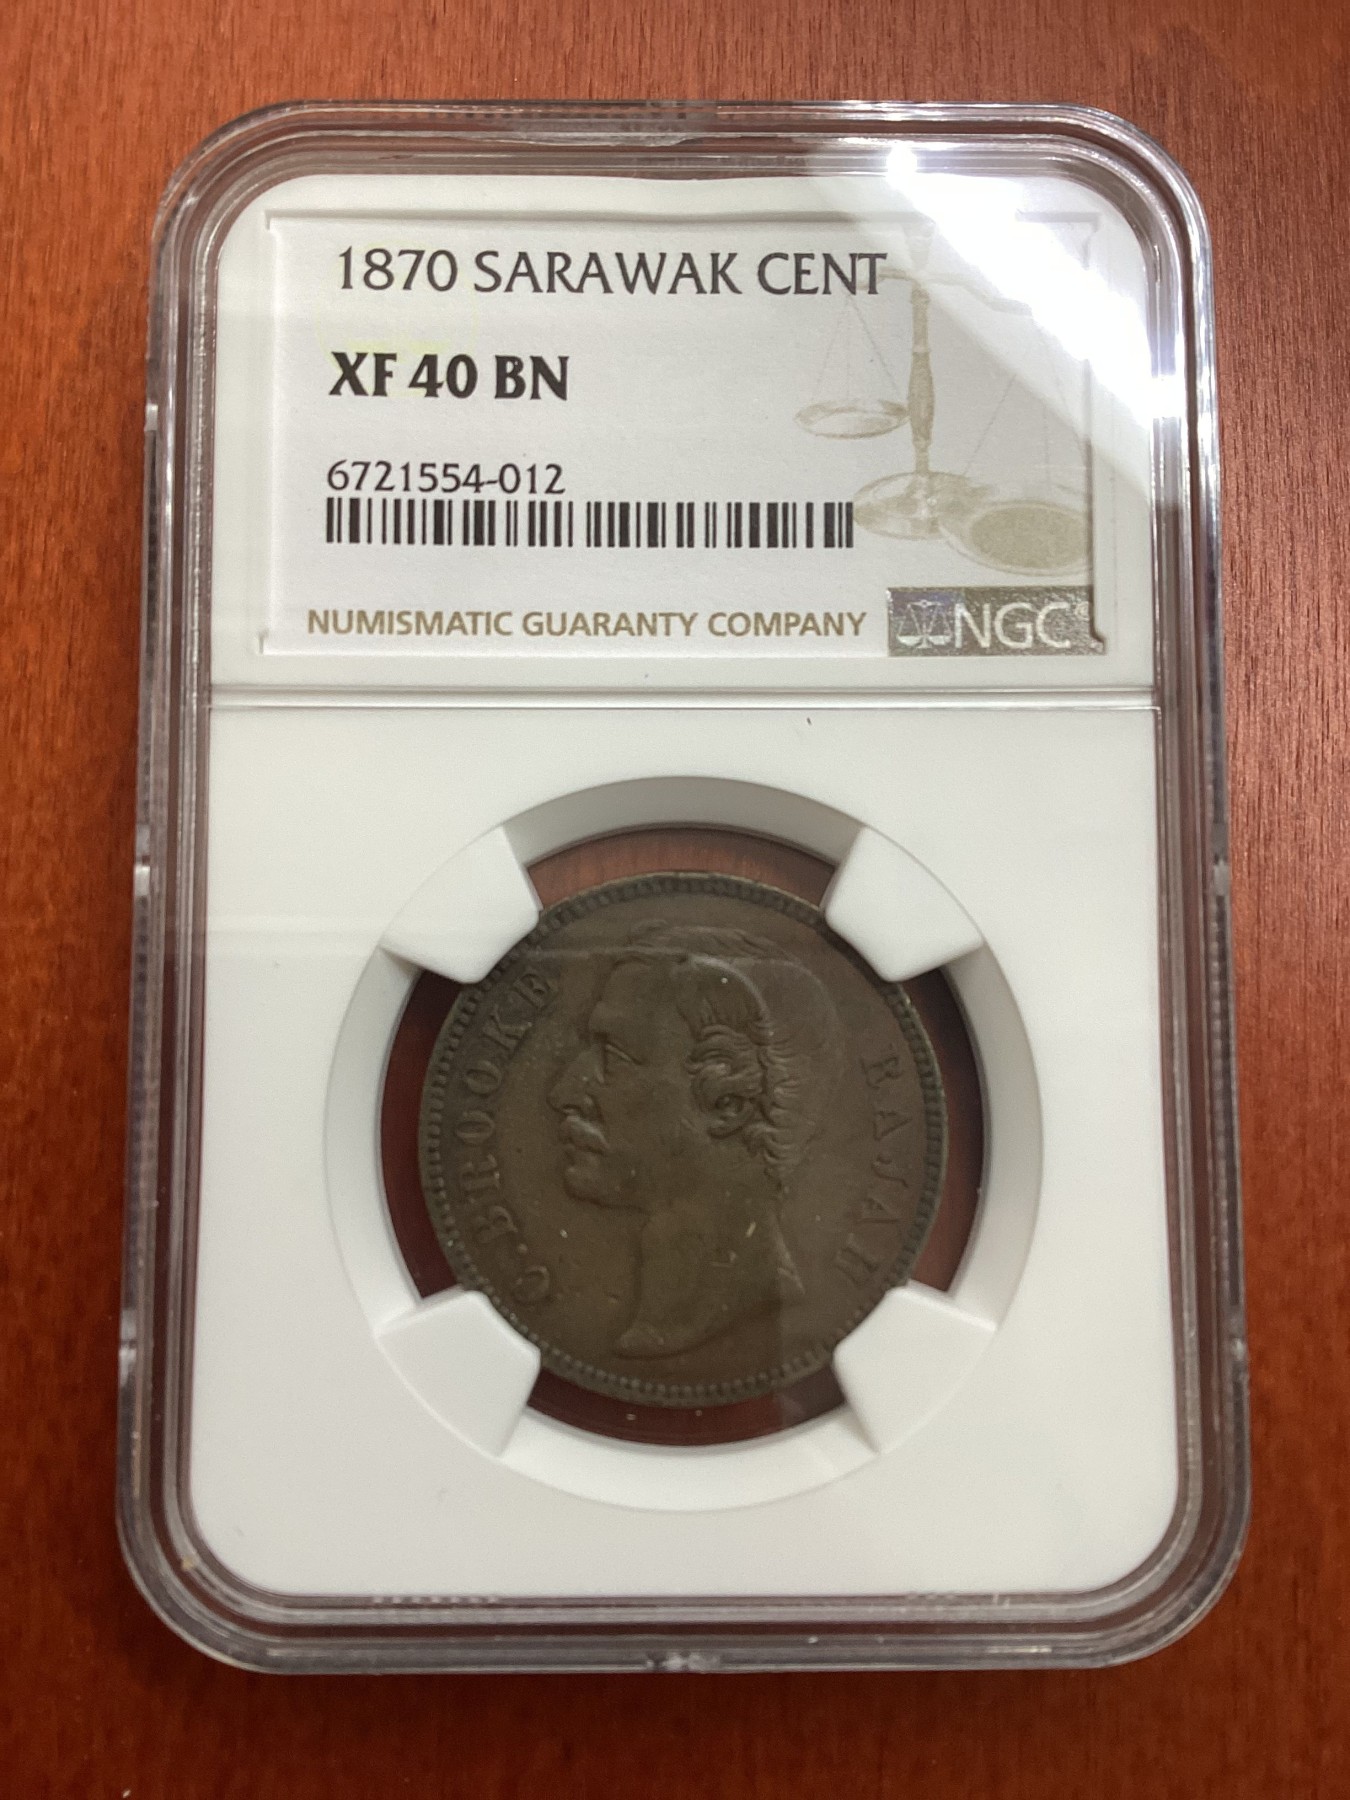 1870 SARAWAK CENT
XF 40 BN
6721554-012
NUMISMATIC GUARANTY COMPANY
NGC
C. BROOKE RAJAH